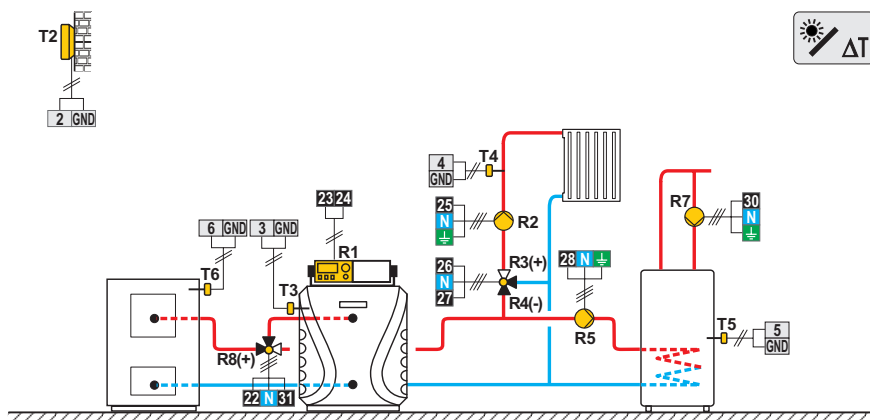 T2
2 GND
ΔT
4
GND
T4
23 24
6 GND
3 GND
25
N
R2
R7
30
N
R1
T6
T3
26
N
27
R3(+)
R4(-)
28 N
R5
T5
5
GND
R8(+)
22 N 31